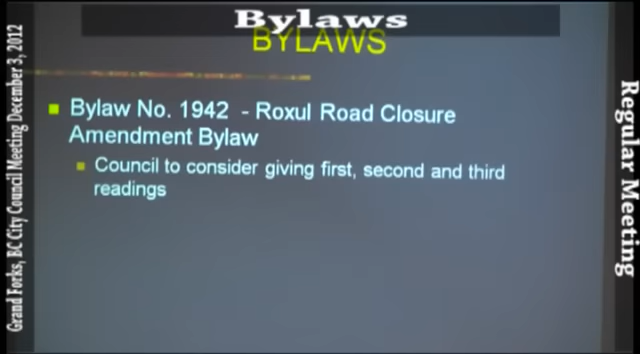 Bylaws
BYLAWS
Bylaw No. 1942 - Roxul Road Closure
Amendment Bylaw
Council to consider giving first, second and third
readings
Grand Forks, BC City Council Meeting December 3, 2012
Regular Meeting